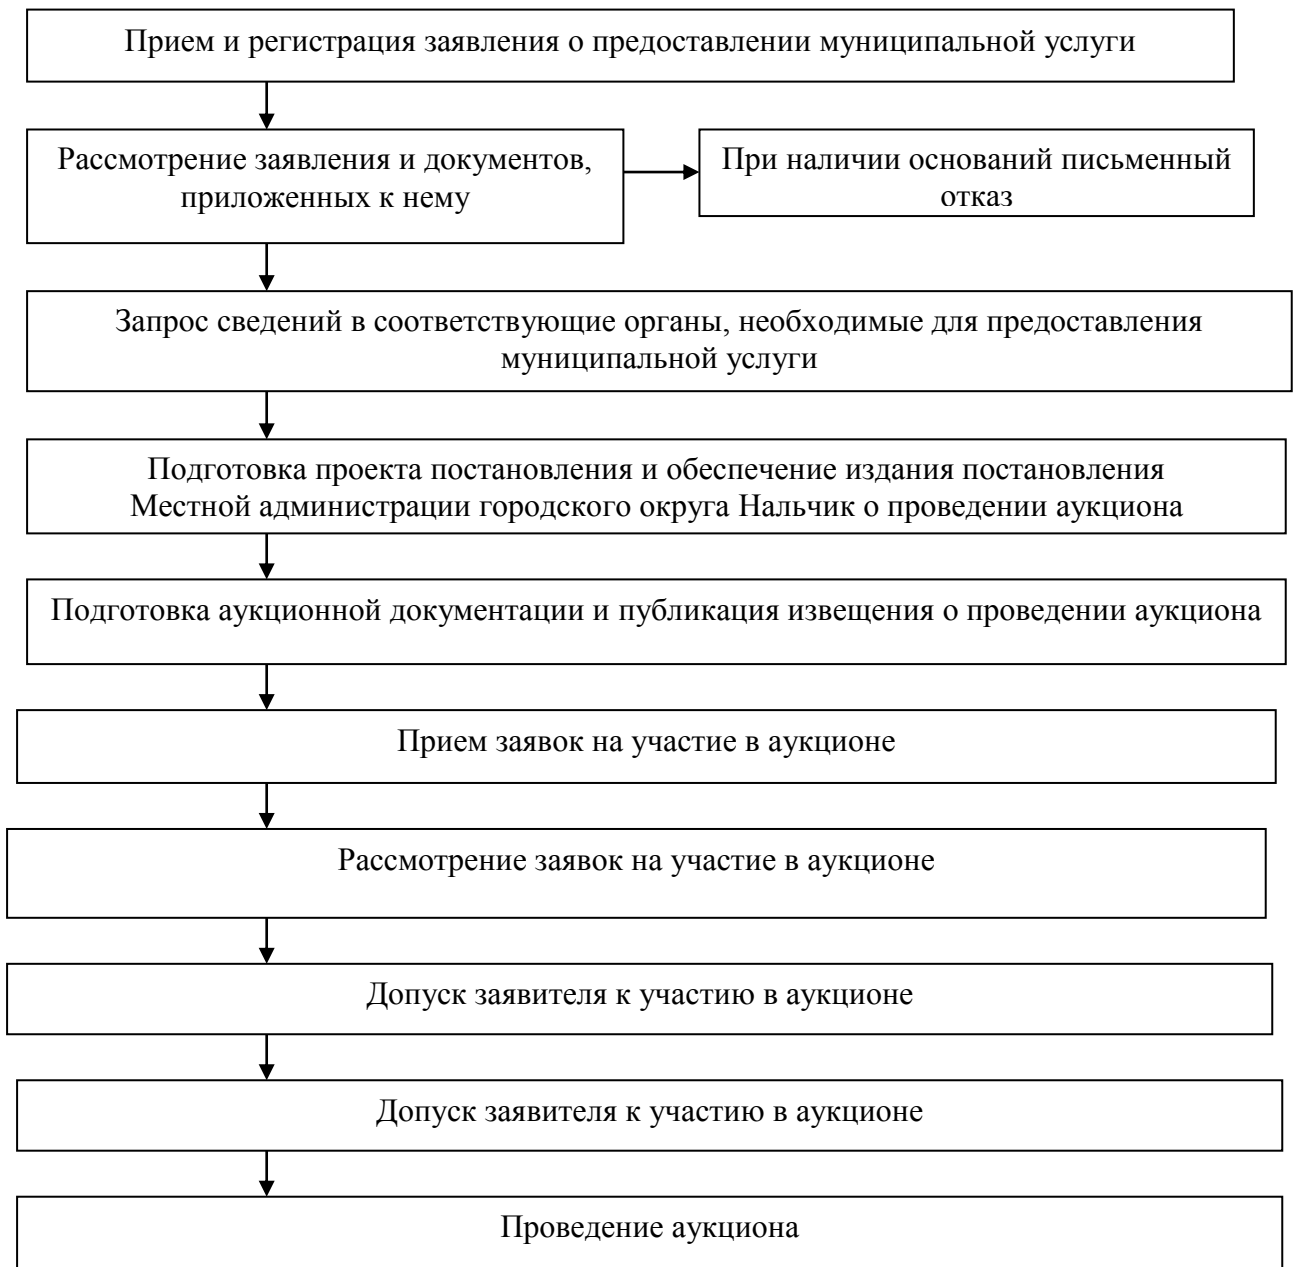 Прием и регистрация заявления о предоставлении муниципальной услуги
Рассмотрение заявления и документов,
приложенных к нему
При наличии оснований письменный
отказ
Запрос сведений в соответствующие органы, необходимые для предоставления
муниципальной услуги
Подготовка проекта постановления и обеспечение издания постановления
Местной администрации городского округа Нальчик о проведении аукциона
Подготовка аукционной документации и публикация извещения о проведении аукциона
Прием заявок на участие в аукционе
Рассмотрение заявок на участие в аукционе
Допуск заявителя к участию в аукционе
Допуск заявителя к участию в аукционе
Проведение аукциона